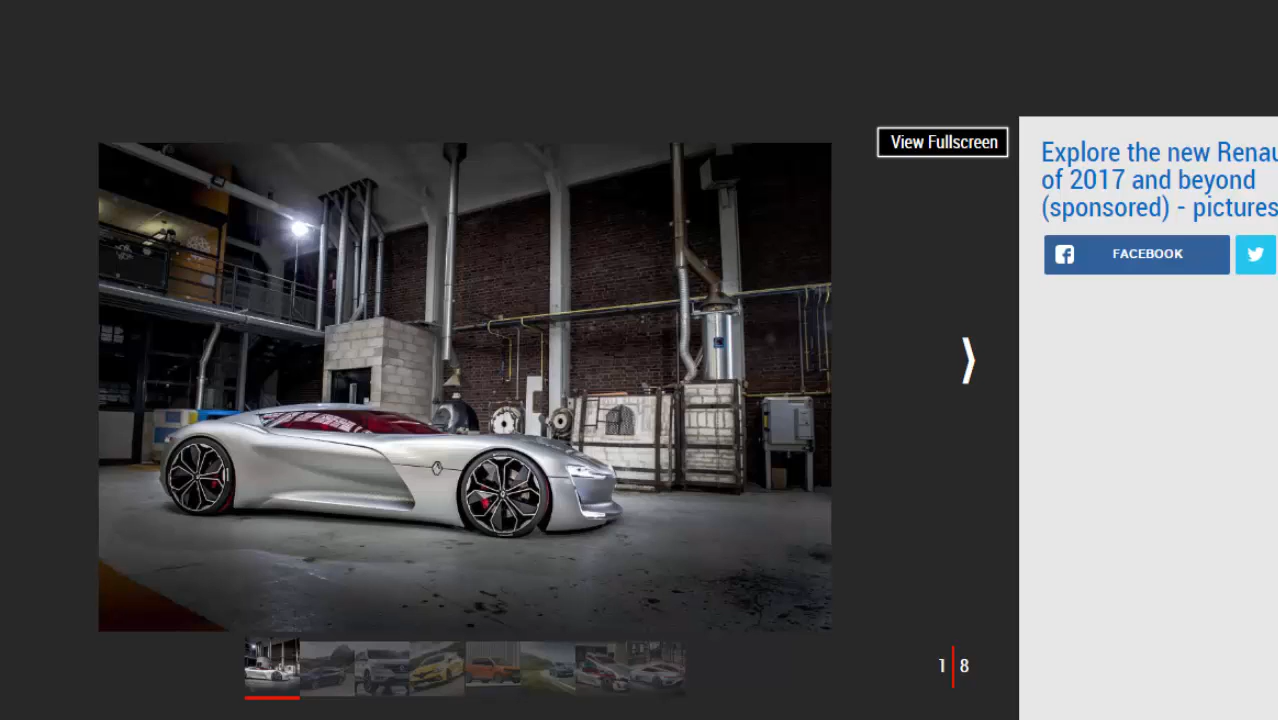 View Fullscreen
Explore the new Renau
of 2017 and beyond
(sponsored) - pictures
FACEBOOK
1 | 8